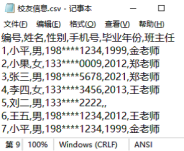 校友信息.csv - 记事本
文件(F) 编辑(E) 格式(O) 查看(V) 帮助(H)
编号,姓名,性别,手机号,毕业年份,班主任
1,小平,男,198****1234,1999,金老师
2,小果,女,133****0009,2012,郑老师
3,张三,男,198****5678,2021,郑老师
4,李四,女,133****3456,2013,王老师
5,刘二,男,133****2222,,
6,王五,男,198****1234,2012,王老师
7,小平,男,198****1234,1999,金老师
第 9 100% Windows (CRLF) ANSI